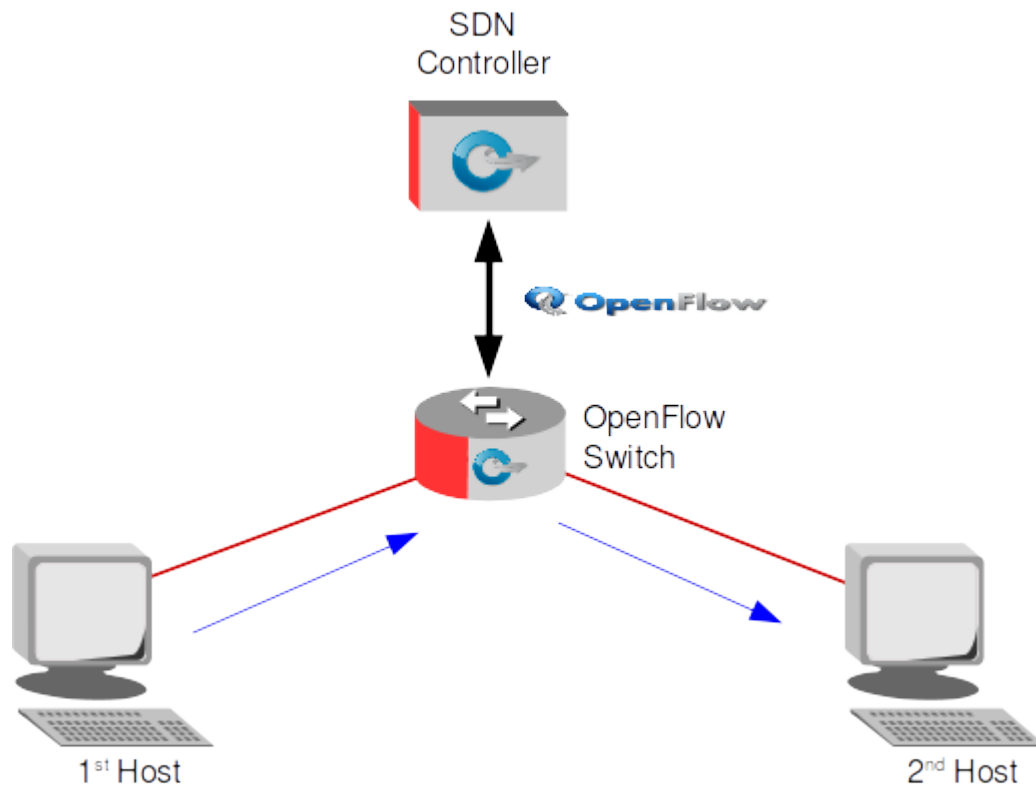 SDN
Controller
OpenFlow
OpenFlow
Switch
1st Host
2nd Host